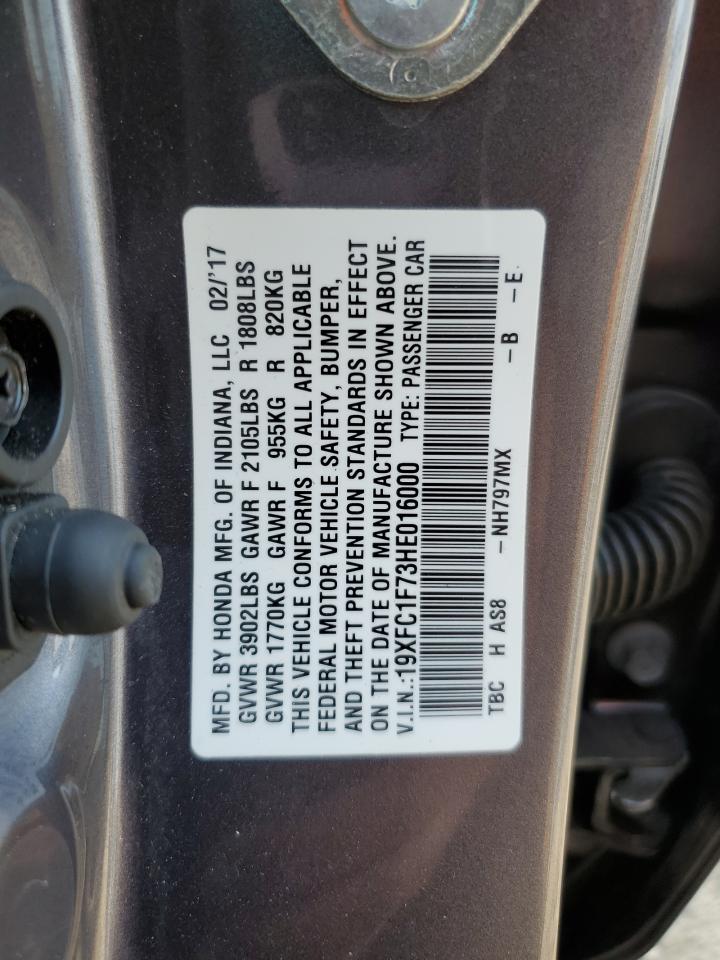 MFD. BY HONDA MFG. OF INDIANA, LLC 02/'17
GVWR 3902LBS GAWR F 2105LBS R 1808LBS
GVWR 1770KG GAWR F 955KG R 820KG
THIS VEHICLE CONFORMS TO ALL APPLICABLE
FEDERAL MOTOR VEHICLE SAFETY, BUMPER,
AND THEFT PREVENTION STANDARDS IN EFFECT
ON THE DATE OF MANUFACTURE SHOWN ABOVE.
V.I.N.:19XFC1F73HE016000 TYPE: PASSENGER CAR
TBC H AS8 -NH797MX -B -E